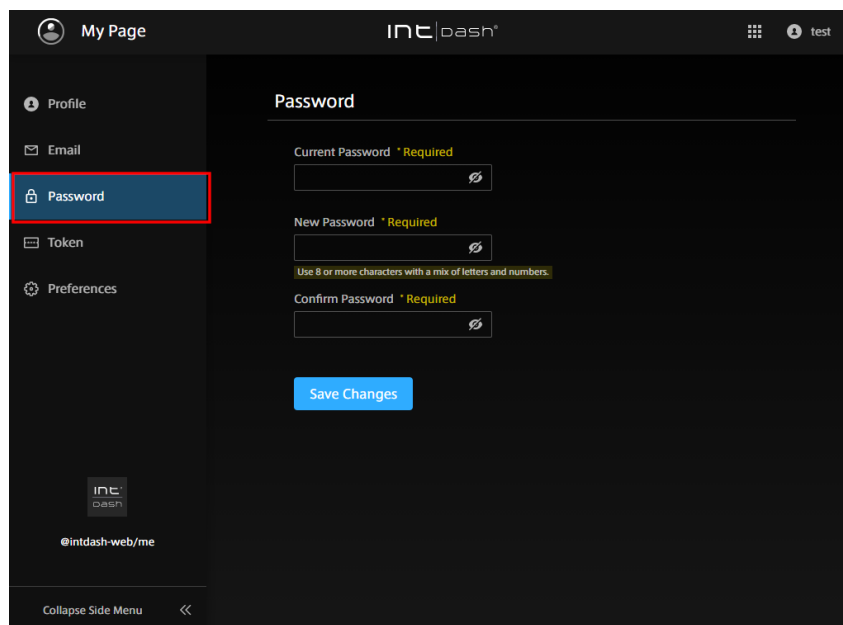 My Page
INT|DASH®
test
Profile
Email
Password
Token
Preferences
INT
DASH
@intdash-web/me
Collapse Side Menu
Password
Current Password * Required
New Password * Required
Use 8 or more characters with a mix of letters and numbers.
Confirm Password * Required
Save Changes